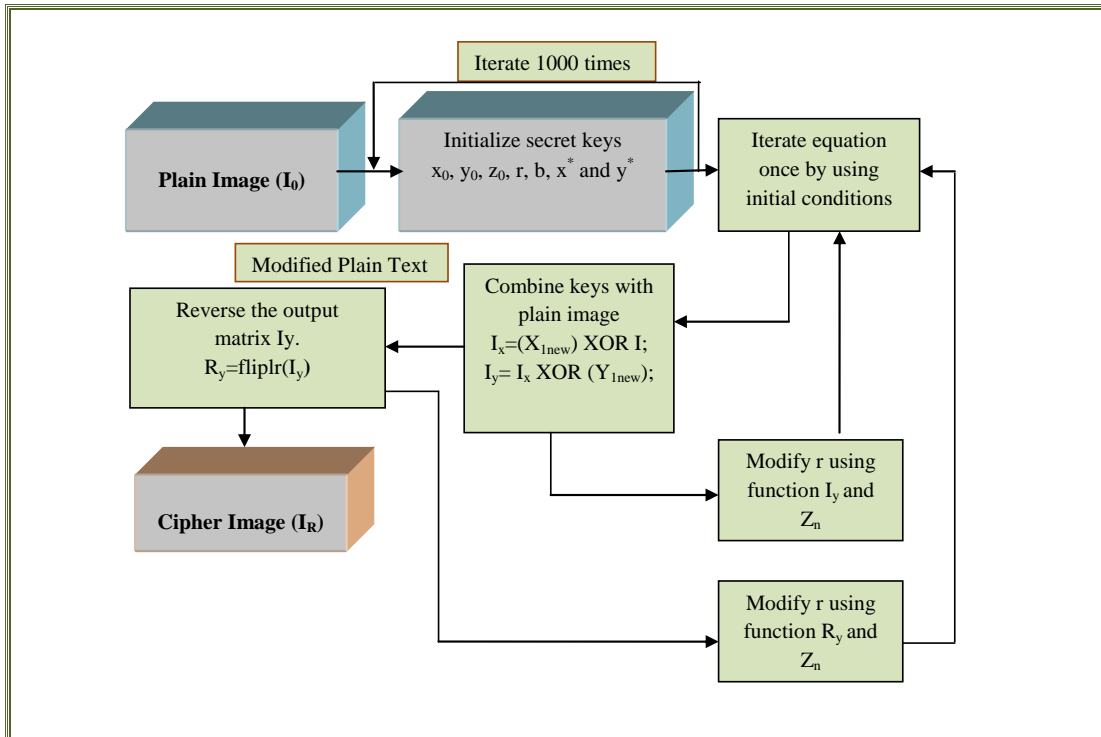 Iterate 1000 times
Plain Image (I₀)
Initialize secret keys
x₀, y₀, z₀, r, b, x* and y*
Iterate equation
once by using
initial conditions
Modified Plain Text
Combine keys with
plain image
Iₓ=(X₁ₙₑw) XOR I;
Iy= Iₓ XOR (Y₁ₙₑw);
Reverse the output
matrix Iy.
Ry=fliplr(Iy)
Cipher Image (I_R)
Modify r using
function Iy and
Zₙ
Modify r using
function Ry and
Zₙ